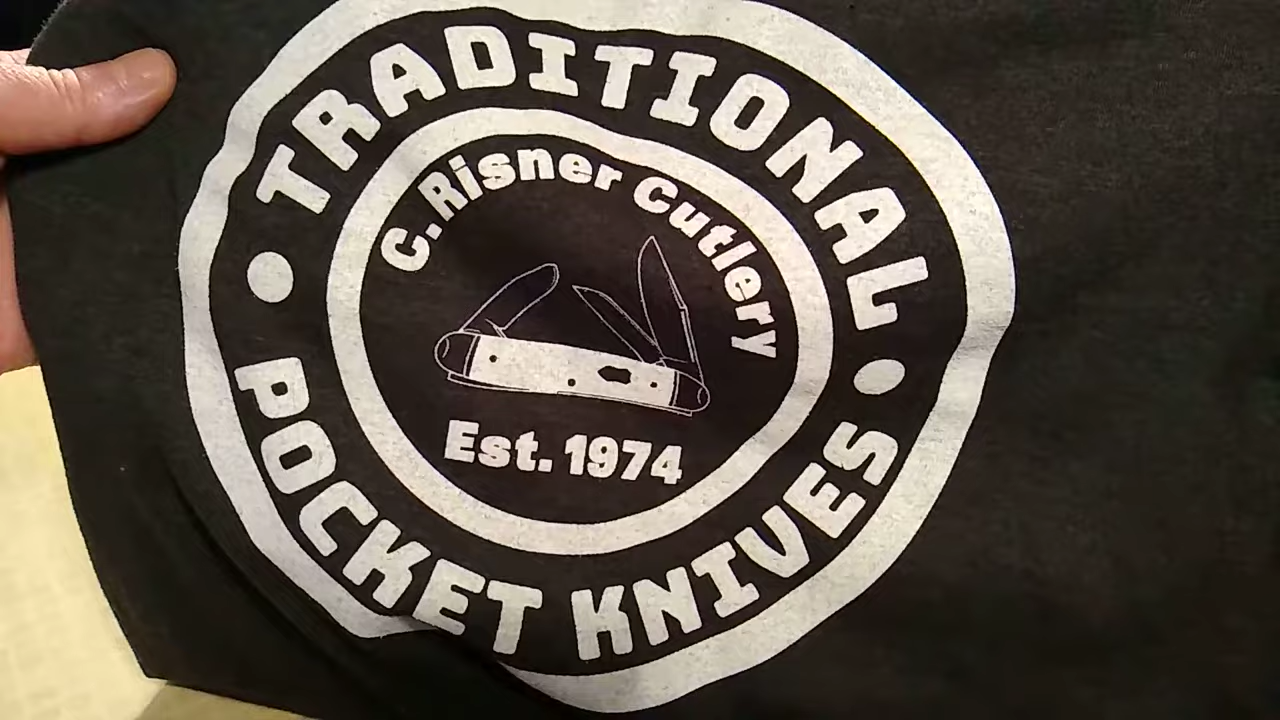 TRADITIONAL
C. Risner Cutlery
Est. 1974
POCKET KNIVES